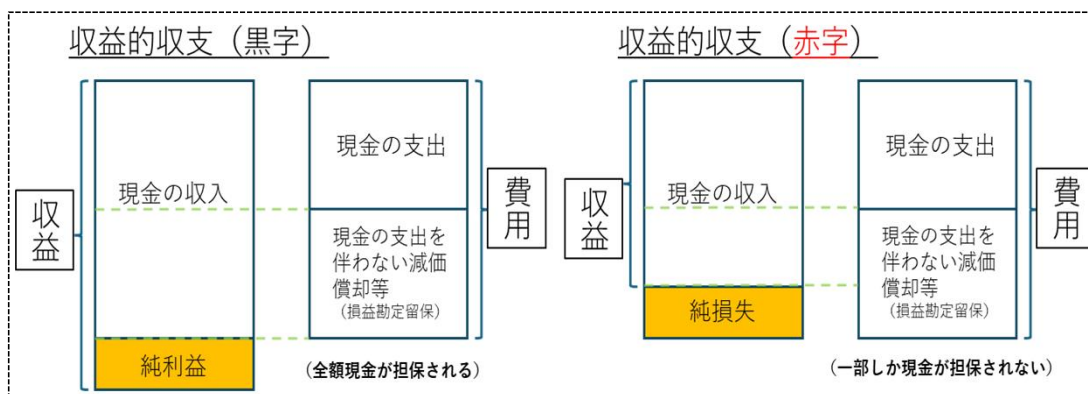 収益的収支（黒字）
収益
現金の収入
純利益
現金の支出
現金の支出を
伴わない減価
償却等
（損益勘定留保）
費用
（全額現金が担保される）
収益的収支（赤字）
収益
現金の収入
純損失
現金の支出
現金の支出を
伴わない減価
償却等
（損益勘定留保）
費用
（一部しか現金が担保されない）